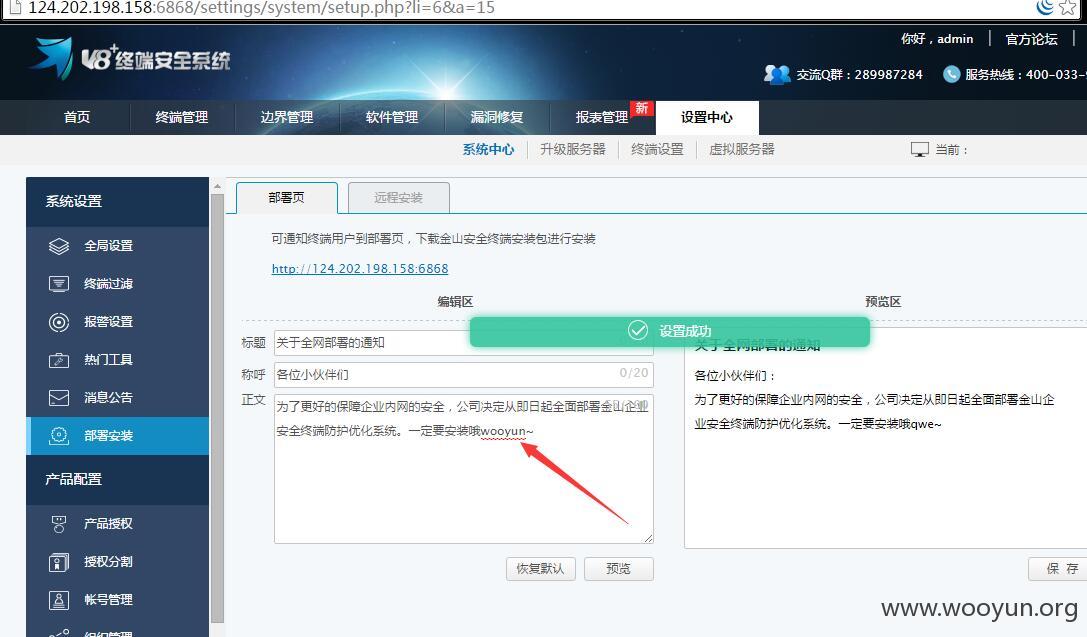 124.202.198.158:6868/settings/system/setup.php?li=6&a=15
你好，admin
官方论坛
V8+终端安全系统
交流Q群：289987284
服务热线：400-033-
首页
终端管理
边界管理
软件管理
漏洞修复
报表管理
新
设置中心
系统中心
升级服务器
终端设置
虚拟服务器
当前：
系统设置
全局设置
终端过滤
报警设置
热门工具
消息公告
部署安装
产品配置
产品授权
授权分割
帐号管理
组织管理
部署页
远程安装
可通知终端用户到部署页，下载金山安全终端安装包进行安装
http://124.202.198.158:6868
编辑区
预览区
设置成功
标题
关于全网部署的通知
称呼
各位小伙伴们
0/20
正文
为了更好的保障企业内网的安全，公司决定从即日起全面部署金山企业
安全终端防护优化系统。一定要安装哦wooyun~
恢复默认
预览
关于全网部署的通知
各位小伙伴们：
为了更好的保障企业内网的安全，公司决定从即日起全面部署金山企
业安全终端防护优化系统。一定要安装哦qwe~
保 存
www.wooyun.org